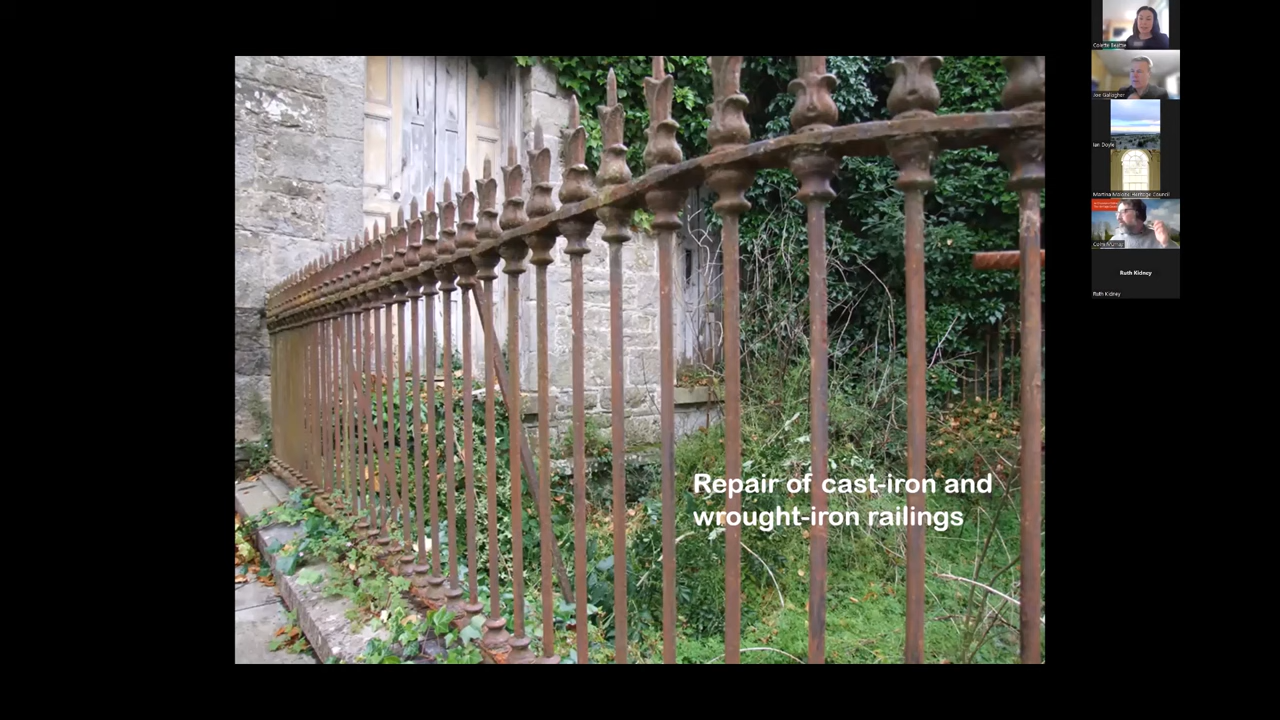 Repair of cast-iron and
wrought-iron railings
Colette Beattie
Joe Gallagher
Ian Doyle
Martina Malone Heritage Council
Colm Murray
Ruth Kidney
Ruth Kidney